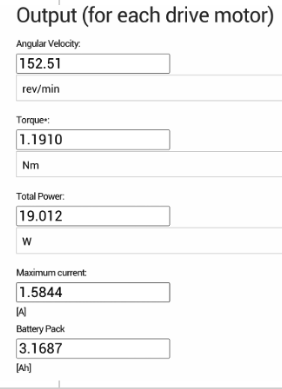 Output (for each drive motor)
Angular Velocity:
152.51
rev/min
Torque*:
1.1910
Nm
Total Power:
19.012
W
Maximum current:
1.5844
[A]
Battery Pack
3.1687
[Ah]